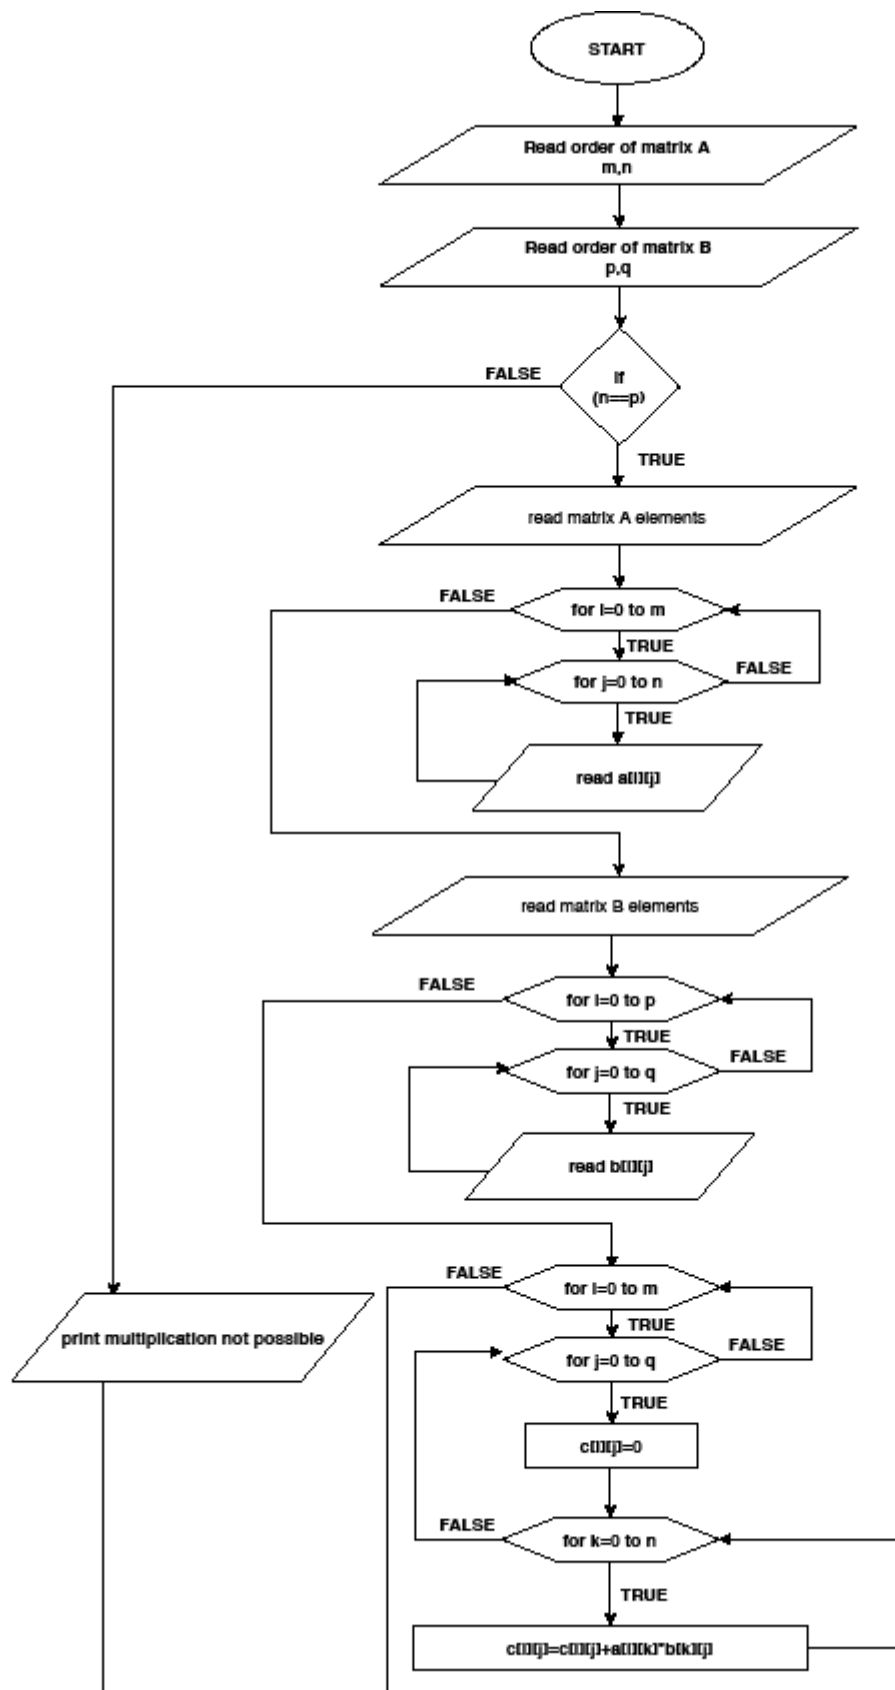 START
Read order of matrix A
m,n
Read order of matrix B
p,q
FALSE
if
(n==p)
TRUE
read matrix A elements
FALSE
for i=0 to m
TRUE
for j=0 to n
FALSE
TRUE
read a[i][j]
read matrix B elements
FALSE
for i=0 to p
TRUE
for j=0 to q
FALSE
TRUE
read b[i][j]
FALSE
for i=0 to m
TRUE
print multiplication not possible
for j=0 to q
FALSE
TRUE
c[i][j]=0
FALSE
for k=0 to n
TRUE
c[i][j]=c[i][j]+a[i][k]*b[k][j]